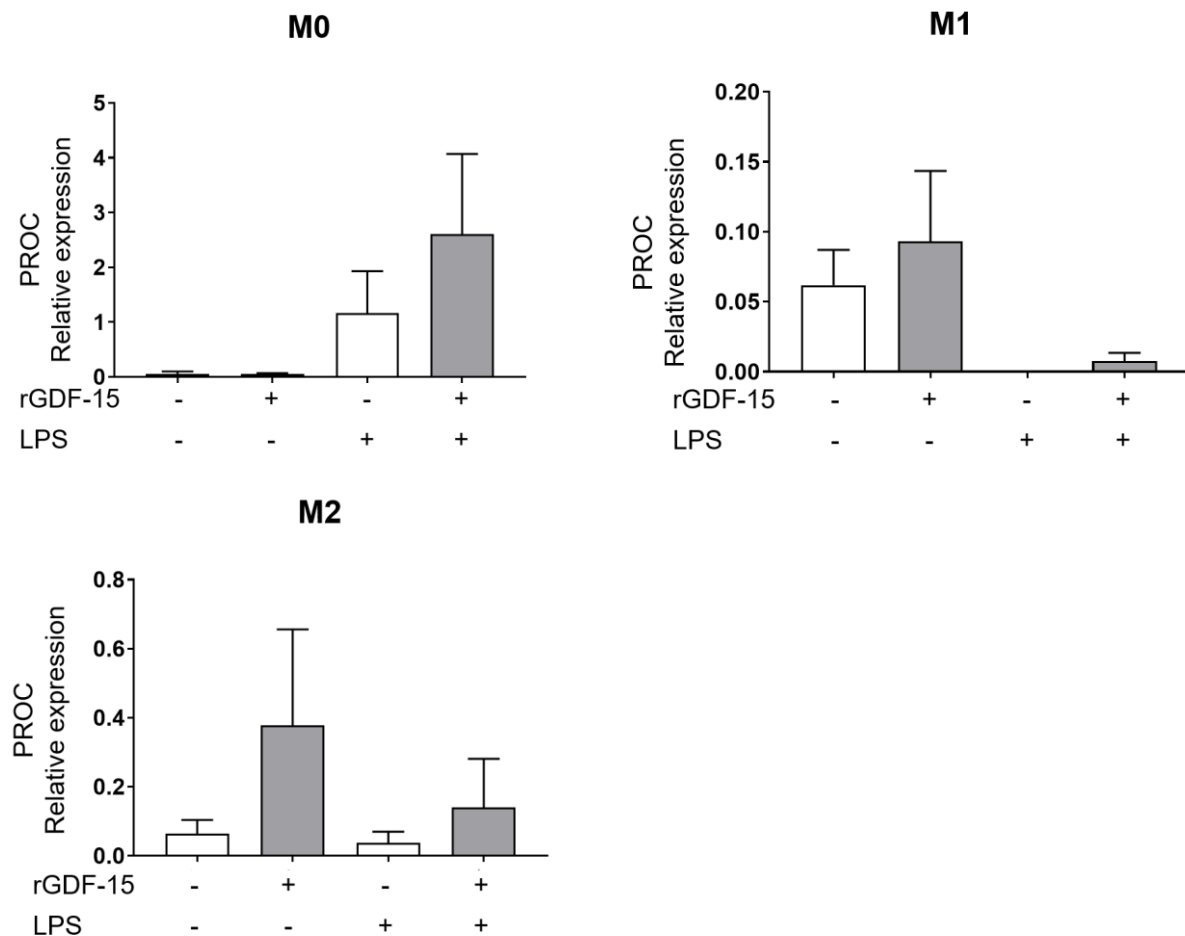 M0
PROC
Relative expression
5
4
3
2
1
0
rGDF-15 - + - +
LPS - - + +
M1
PROC
Relative expression
0.20
0.15
0.10
0.05
0.00
rGDF-15 - + - +
LPS - - + +
M2
PROC
Relative expression
0.8
0.6
0.4
0.2
0.0
rGDF-15 - + - +
LPS - - + +